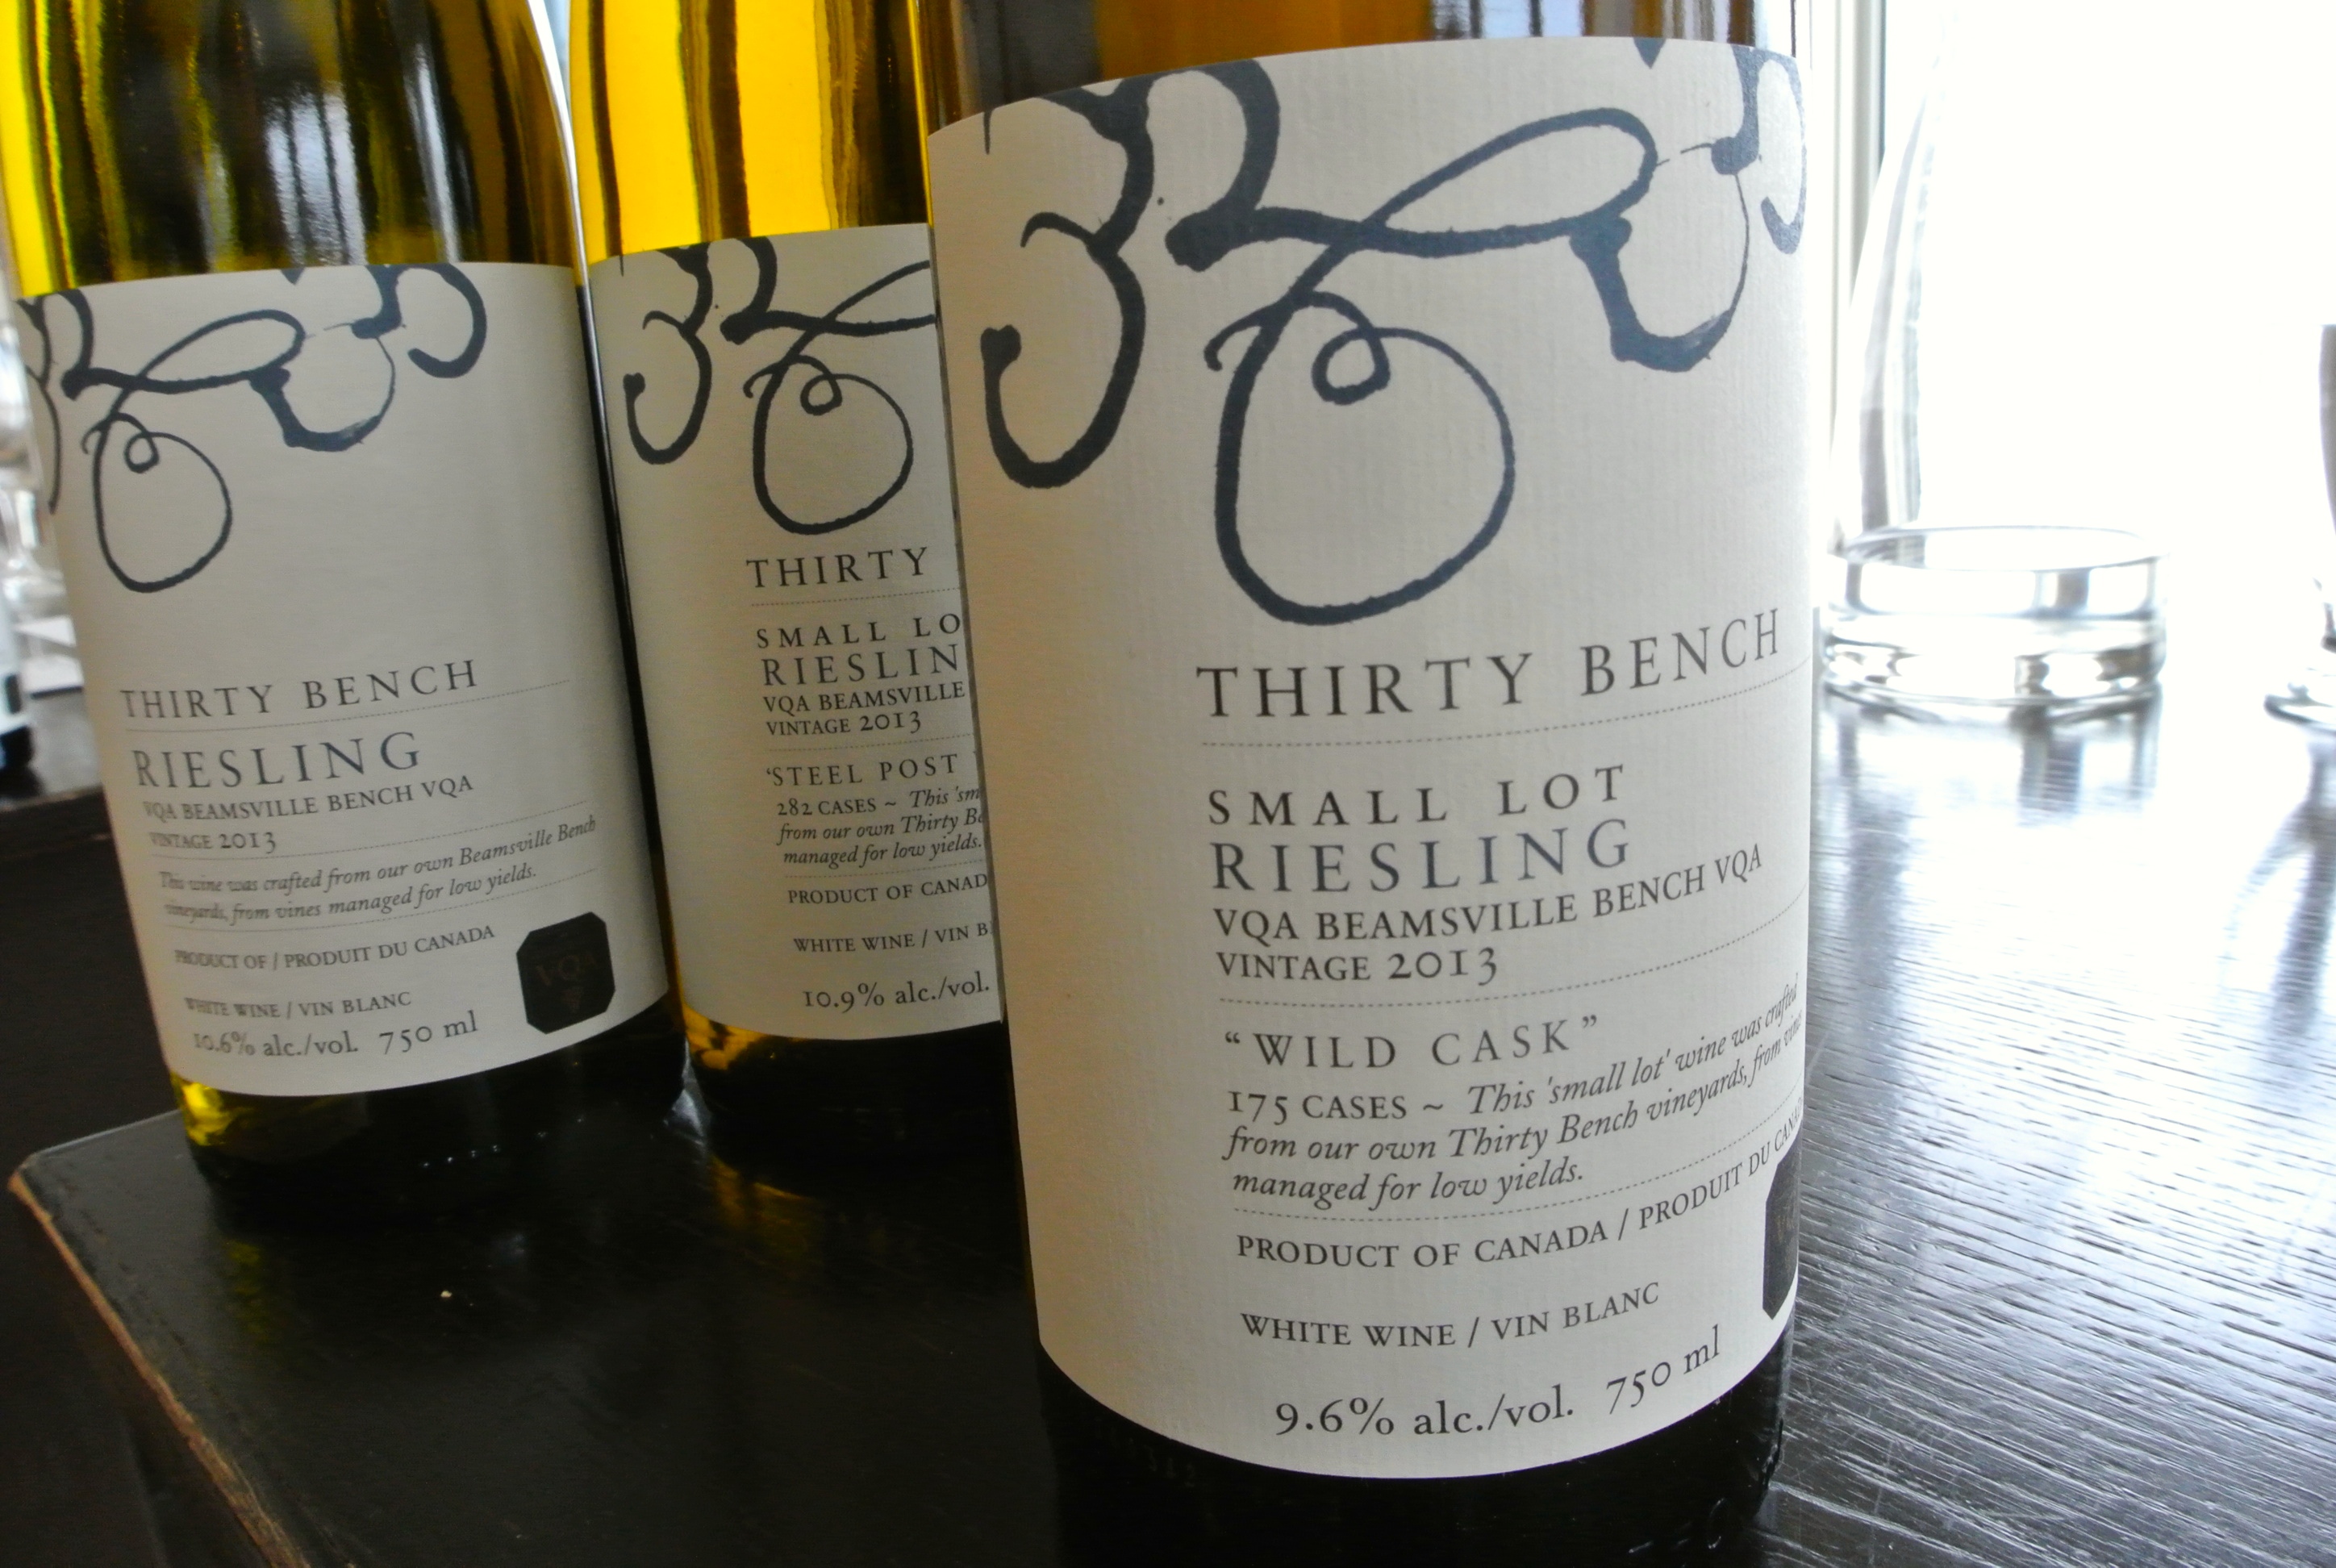 THIRTY BENCH
RIESLING
VQA BEAMSVILLE BENCH VQA
VINTAGE 2013
This wine was crafted from our own Beamsville Bench
vineyards, from vines managed for low yields.
PRODUCT OF / PRODUIT DU CANADA
WHITE WINE / VIN BLANC
10.6% alc./vol. 750 ml
VQA
THIRTY
SMALL LO
RIESLIN
VQA BEAMSVILLE
VINTAGE 2013
'STEEL POST
282 CASES ~ This 'sm
from our own Thirty Be
managed for low yields.
PRODUCT OF CANAD
WHITE WINE / VIN B
10.9% alc./vol.
THIRTY BENCH
SMALL LOT
RIESLING
VQA BEAMSVILLE BENCH VQA
VINTAGE 2013
"WILD CASK"
175 CASES ~ This 'small lot' wine was crafted
from our own Thirty Bench vineyards, from vines
managed for low yields.
PRODUCT OF CANADA / PRODUIT DU CANA
WHITE WINE / VIN BLANC
9.6% alc./vol. 750 ml